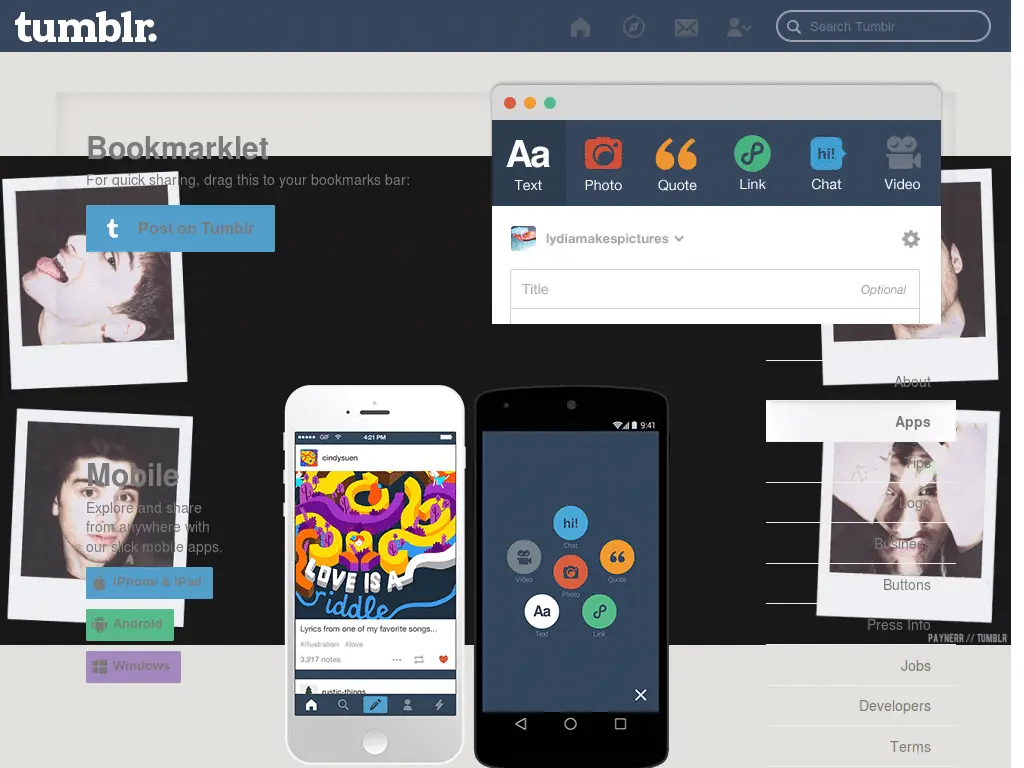 tumblr.
Search Tumblr
Bookmarklet
For quick sharing, drag this to your bookmarks bar:
t Post on Tumblr
Aa
Text
Photo
Quote
Link
hi!
Chat
Video
lydiamakespictures
Title
Optional
About
Apps
Tips
Logo
Business
Buttons
Press Info
PAYNERR // TUMBLR
Jobs
Developers
Terms
Mobile
Explore and share
from anywhere with
our slick mobile apps.
iPhone & iPad
Android
Windows
GIF
4:21 PM
cindysuen
LOVE IS A
riddle
Lyrics from one of my favorite songs...
#illustration #love
3,217 notes
rustic-things
9:41
hi!
Chat
Video
Quote
Photo
Aa
Text
Link